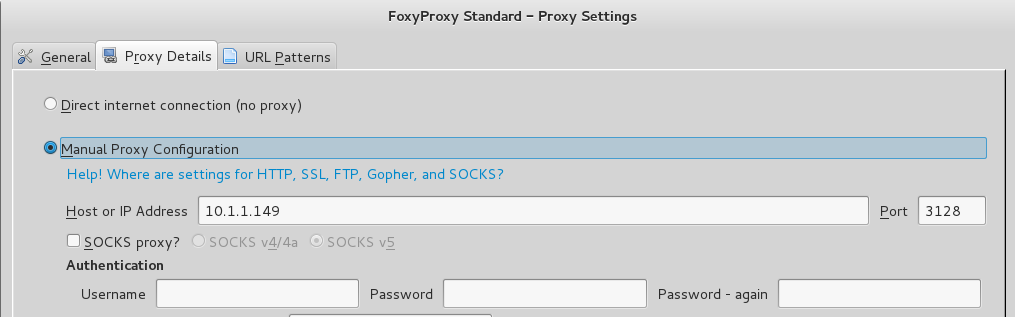 FoxyProxy Standard – Proxy Settings
General Proxy Details URL Patterns
Direct internet connection (no proxy)
Manual Proxy Configuration
Help! Where are settings for HTTP, SSL, FTP, Gopher, and SOCKS?
Host or IP Address 10.1.1.149 Port 3128
SOCKS proxy? SOCKS v4/4a SOCKS v5
Authentication
Username Password Password - again